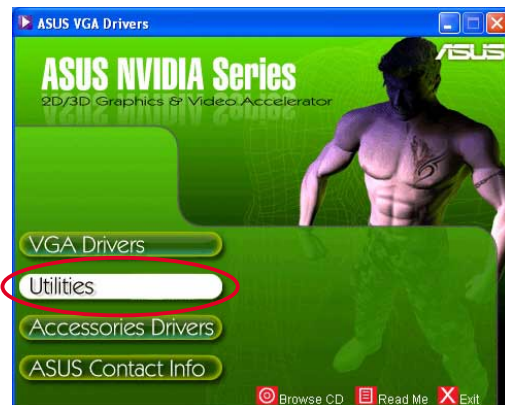 ASUS VGA Drivers
ASUS
ASUS NVIDIA Series
2D/3D Graphics & Video Accelerator
VGA Drivers
Utilities
Accessories Drivers
ASUS Contact Info
Browse CD Read Me Exit